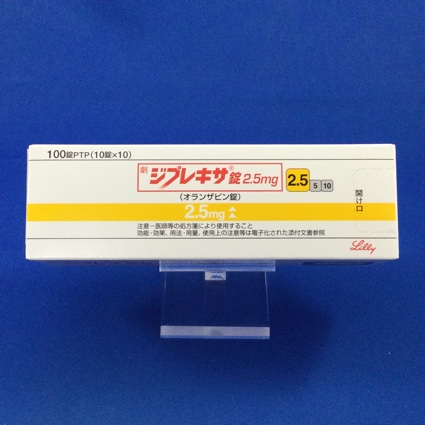 100錠PTP(10錠×10)
劇 ジプレキサ®錠2.5mg 2.5 5 10
(オランザピン錠)
2.5mg
開け口
注意-医師等の処方箋により使用すること
効能・効果、用法・用量、使用上の注意等は電子化された添付文書参照
Lilly